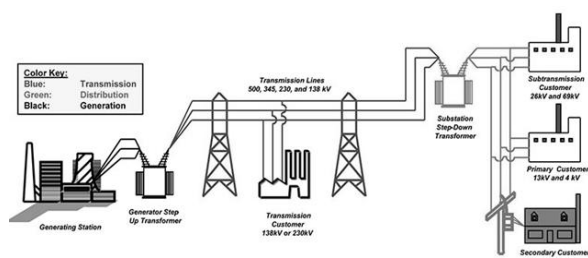 Color Key:
Blue: Transmission
Green: Distribution
Black: Generation
Transmission Lines
500, 345, 230, and 138 kV
Subtransmission
Customer
26kV and 69kV
Substation
Step-Down
Transformer
Primary Customer
13kV and 4 kV
Generating Station
Generator Step
Up Transformer
Transmission
Customer
138kV or 230kV
Secondary Customer